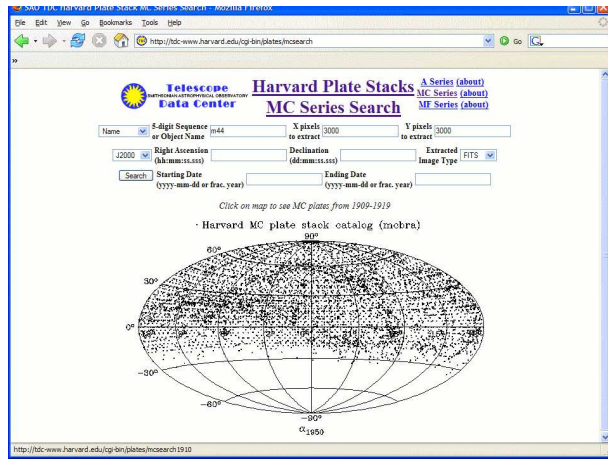 SAO TDC Harvard Plate Stack MC Series Search - Mozilla Firefox
File Edit View Go Bookmarks Tools Help
http://tdc-www.harvard.edu/cgi-bin/plates/mcsearch Go
»
Telescope
SMITHSONIAN ASTROPHYSICAL OBSERVATORY
Data Center
Harvard Plate Stacks
MC Series Search
A Series (about)
MC Series (about)
MF Series (about)
Name 5-digit Sequence or Object Name m44 X pixels to extract 3000 Y pixels to extract 3000
J2000 Right Ascension (hh:mm:ss.sss) Declination (dd:mm:ss.sss) Extracted Image Type FITS
Search Starting Date (yyyy-mm-dd or frac. year) Ending Date (yyyy-mm-dd or frac. year)
Click on map to see MC plates from 1909-1919
Harvard MC plate stack catalog (mcbra)
90°
60°
30°
0°
-30°
-60°
-90°
α1950
http://tdc-www.harvard.edu/cgi-bin/plates/mcsearch1910